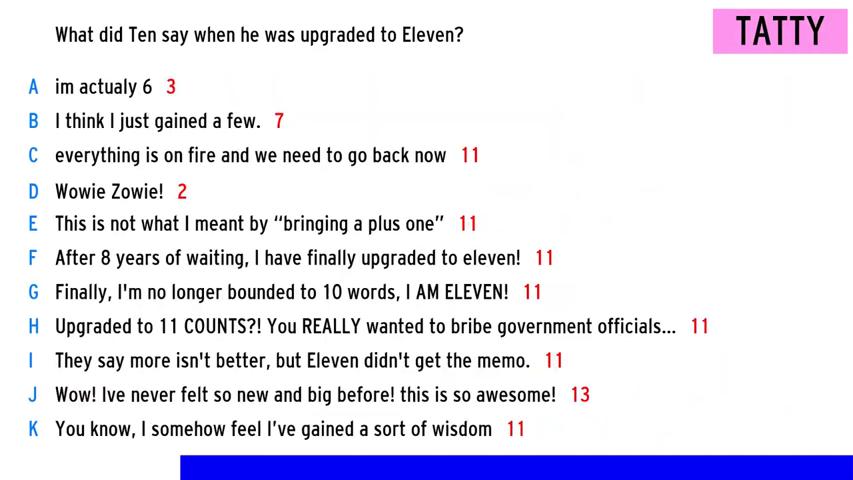 What did Ten say when he was upgraded to Eleven?
TATTY
A im actualy 6 3
B I think I just gained a few. 7
C everything is on fire and we need to go back now 11
D Wowie Zowie! 2
E This is not what I meant by “bringing a plus one” 11
F After 8 years of waiting, I have finally upgraded to eleven! 11
G Finally, I'm no longer bounded to 10 words, I AM ELEVEN! 11
H Upgraded to 11 COUNTS?! You REALLY wanted to bribe government officials... 11
I They say more isn't better, but Eleven didn't get the memo. 11
J Wow! Ive never felt so new and big before! this is so awesome! 13
K You know, I somehow feel I've gained a sort of wisdom 11